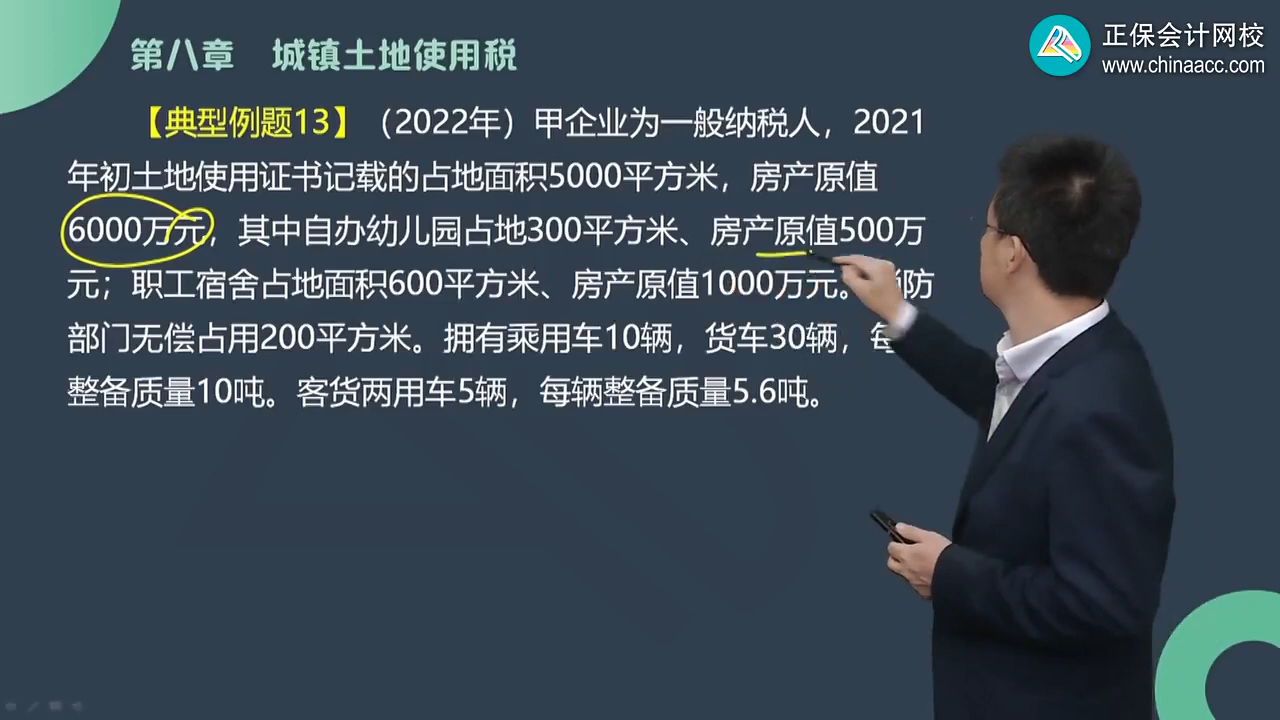 第八章 城镇土地使用税
正保会计网校
www.chinaacc.com
【典型例题13】（2022年）甲企业为一般纳税人，2021
年初土地使用证书记载的占地面积5000平方米，房产原值
6000万元，其中自办幼儿园占地300平方米、房产原值500万
元；职工宿舍占地面积600平方米、房产原值1000万元。 防
部门无偿占用200平方米。拥有乘用车10辆，货车30辆，
整备质量10吨。客货两用车5辆，每辆整备质量5.6吨。